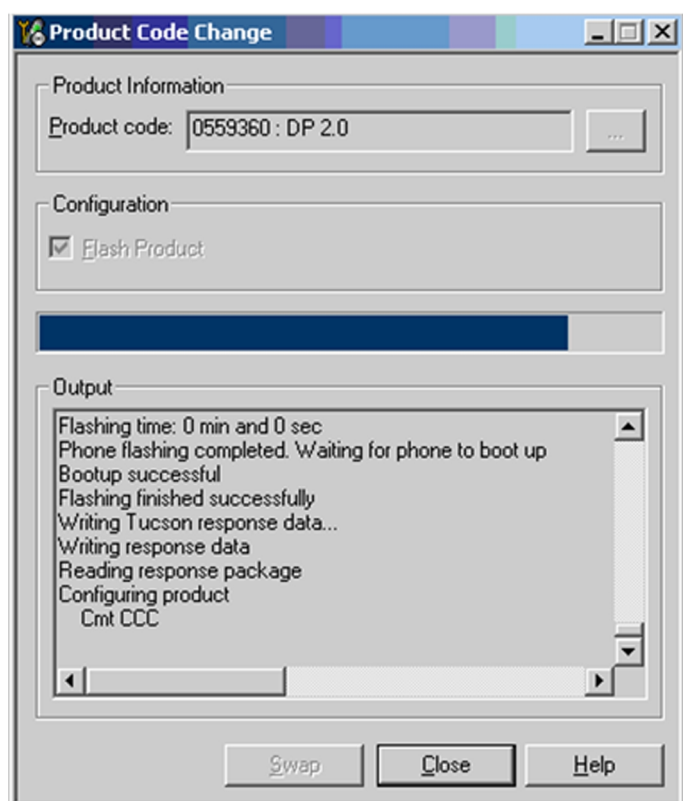 Product Code Change
Product Information
Product code: 0559360 : DP 2.0 ...
Configuration
Flash Product
Output
Flashing time: 0 min and 0 sec
Phone flashing completed. Waiting for phone to boot up
Bootup successful
Flashing finished successfully
Writing Tucson response data...
Writing response data
Reading response package
Configuring product
Cmt CCC
Swap Close Help